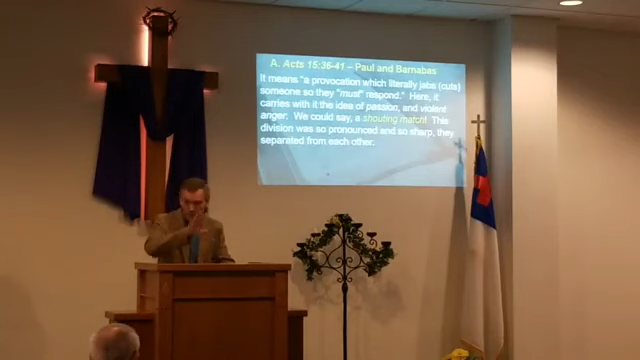 A. Acts 15:36-41 – Paul and Barnabas
It means "a provocation which literally jabs (cuts)
someone so they "must" respond." Here, it
carries with it the idea of passion, and violent
anger. We could say, a shouting match! This
division was so pronounced and so sharp, they
separated from each other.